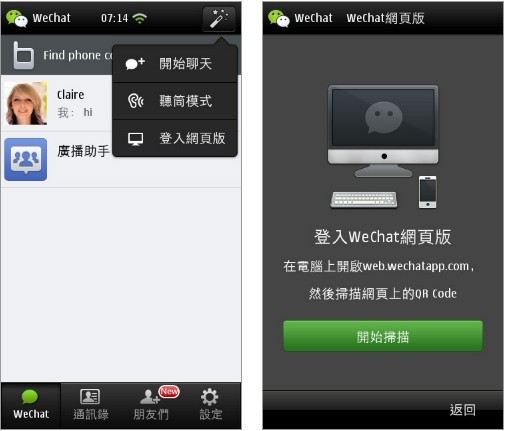 WeChat 07:14
Find phone co
開始聊天
聽筒模式
登入網頁版
Claire
我: hi
廣播助手
New
WeChat 通訊錄 朋友們 設定
WeChat WeChat網頁版
登入WeChat網頁版
在電腦上開啟web.wechatapp.com,
然後掃描網頁上的QR Code
開始掃描
返回